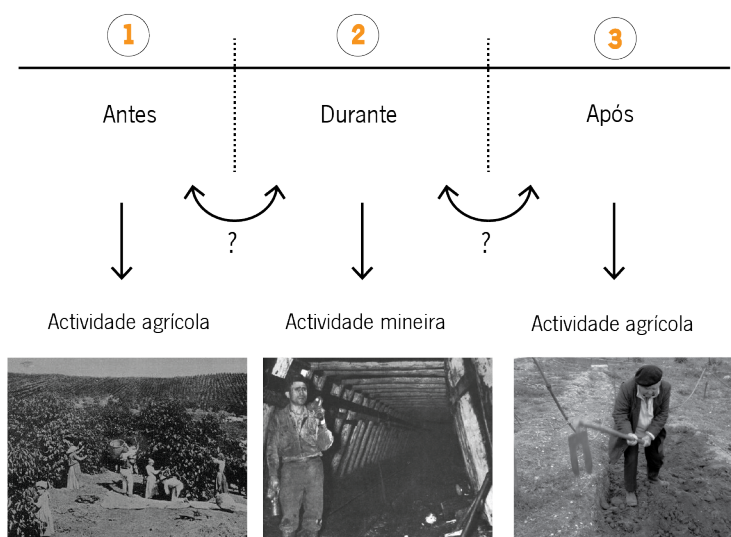 1
2
3
Antes
Durante
Após
?
?
Actividade agrícola
Actividade mineira
Actividade agrícola